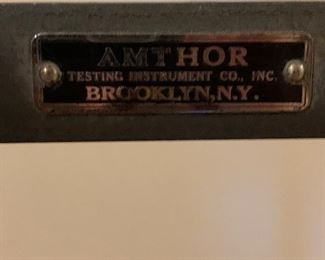 AMTHOR
TESTING INSTRUMENT CO., INC.
BROOKLYN, N.Y.